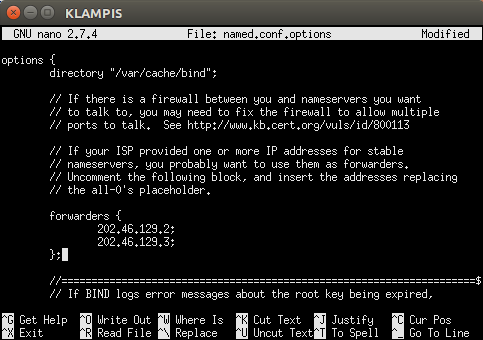 KLAMPIS
GNU nano 2.7.4 File: named.conf.options Modified
options {
directory "/var/cache/bind";
// If there is a firewall between you and nameservers you want
// to talk to, you may need to fix the firewall to allow multiple
// ports to talk.  See http://www.kb.cert.org/vuls/id/800113
// If your ISP provided one or more IP addresses for stable
// nameservers, you probably want to use them as forwarders.
// Uncomment the following block, and insert the addresses replacing
// the all-0's placeholder.
forwarders {
202.46.129.2;
202.46.129.3;
};
//========================================================================$
// If BIND logs error messages about the root key being expired,
^G Get Help ^O Write Out ^W Where Is ^K Cut Text ^J Justify ^C Cur Pos
^X Exit ^R Read File ^\ Replace ^U Uncut Text ^T To Spell ^_ Go To Line